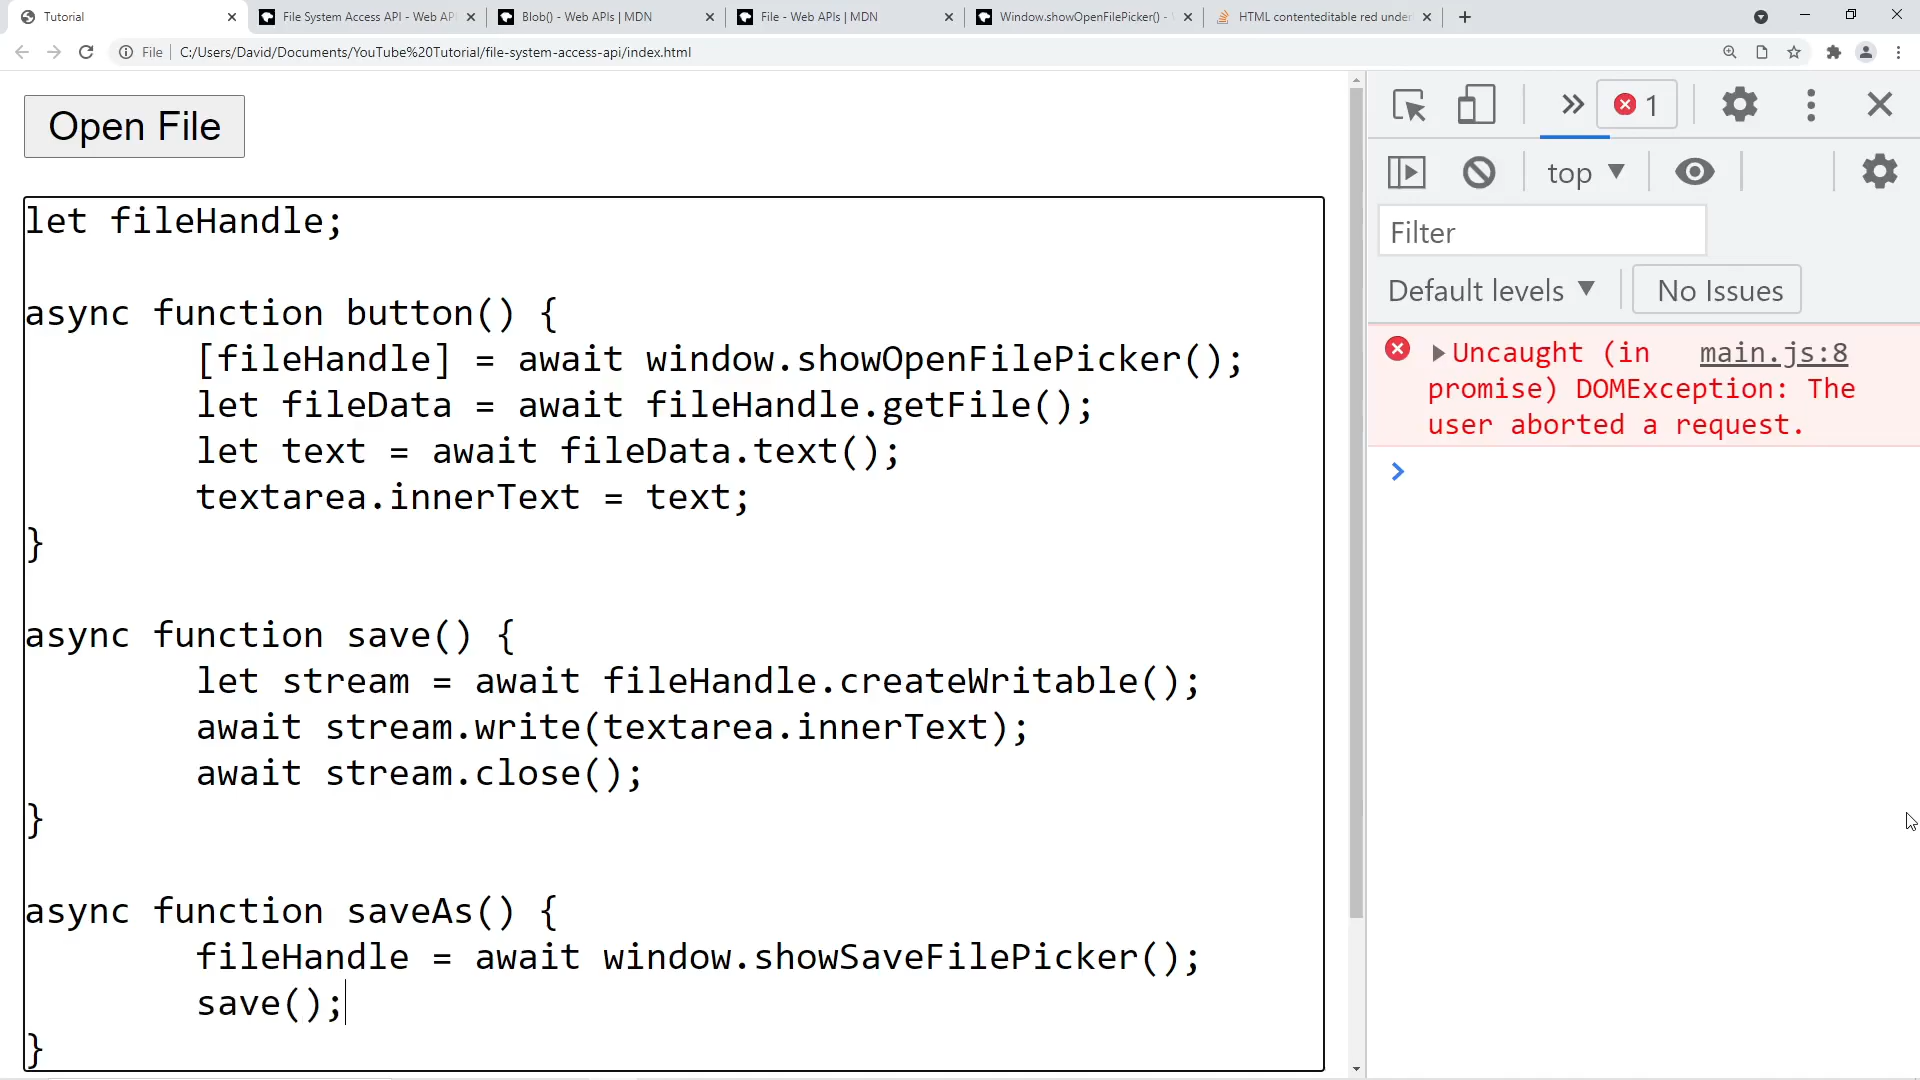 Tutorial
File System Access API - Web API
Blob() - Web APIs | MDN
File - Web APIs | MDN
Window.showOpenFilePicker() -
HTML contenteditable red under
File
C:/Users/David/Documents/YouTube%20Tutorial/file-system-access-api/index.html
Open File
let fileHandle;
async function button() {
[fileHandle] = await window.showOpenFilePicker();
let fileData = await fileHandle.getFile();
let text = await fileData.text();
textarea.innerText = text;
}
async function save() {
let stream = await fileHandle.createWritable();
await stream.write(textarea.innerText);
await stream.close();
}
async function saveAs() {
fileHandle = await window.showSaveFilePicker();
save();
}
1
top
Filter
Default levels
No Issues
Uncaught (in main.js:8
promise) DOMException: The
user aborted a request.